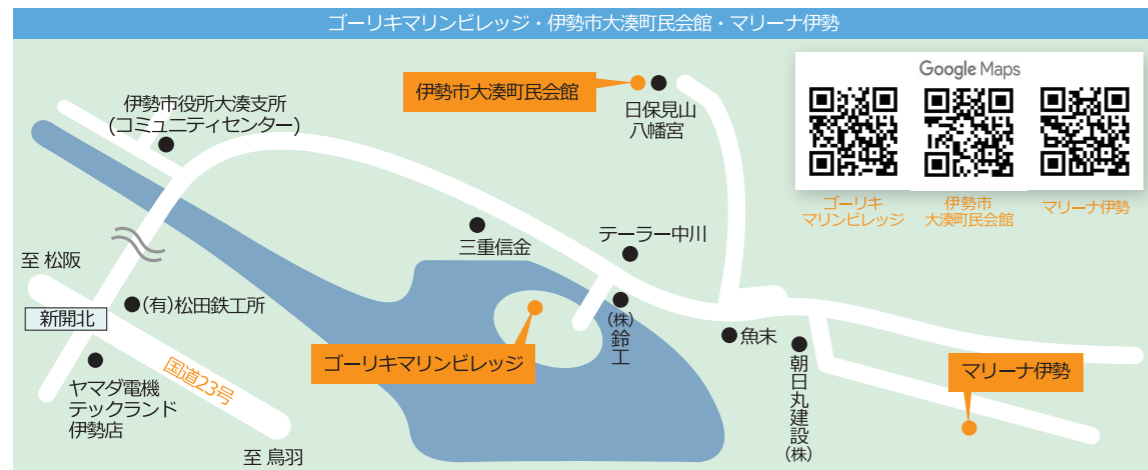 ゴーリキマリンビレッジ・伊勢市大湊町民会館・マリーナ伊勢
伊勢市役所大湊支所
(コミュニティセンター)
伊勢市大湊町民会館
日保見山
八幡宮
Google Maps
ゴーリキ
マリンビレッジ
伊勢市
大湊町民会館
マリーナ伊勢
三重信金
テーラー中川
至 松阪
新開北
(有)松田鉄工所
ゴーリキマリンビレッジ
(株)鈴工
魚末
朝日丸建設(株)
マリーナ伊勢
国道23号
ヤマダ電機
テックランド
伊勢店
至 鳥羽